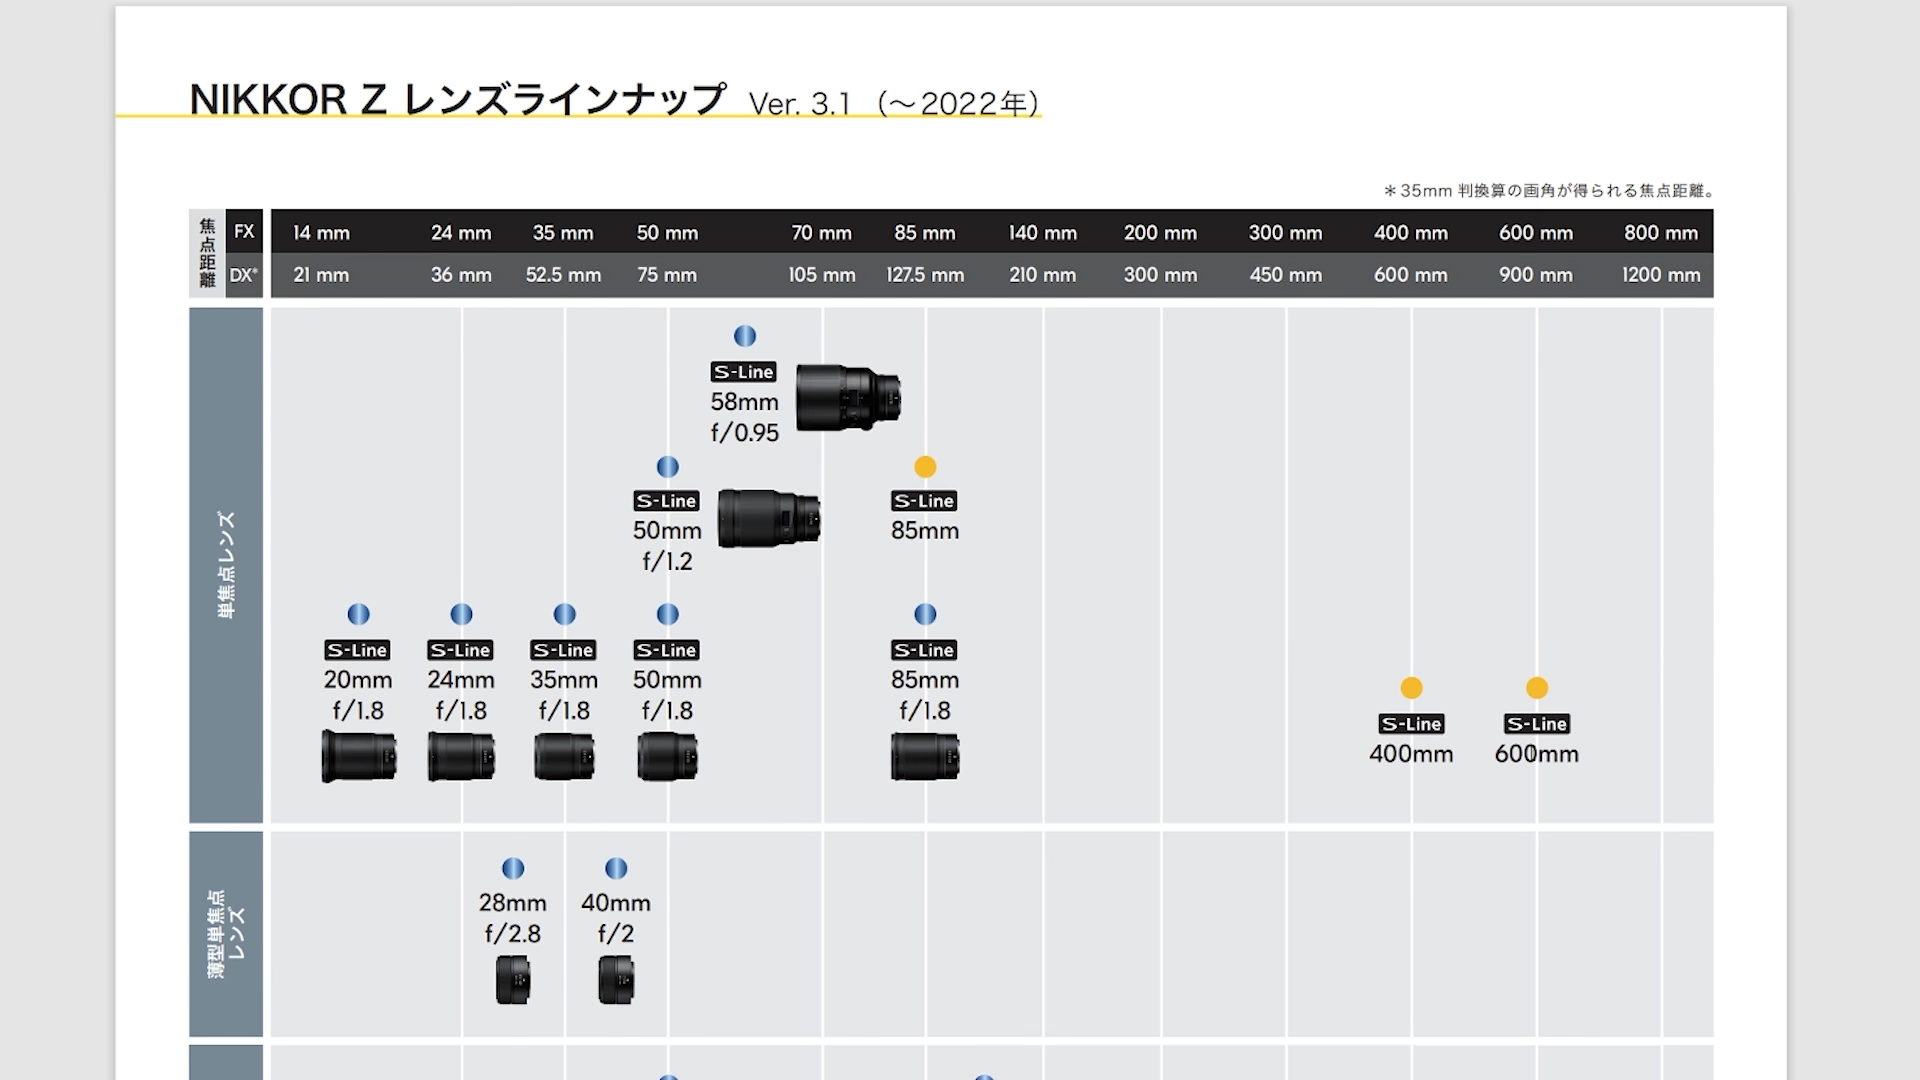 NIKKOR Z レンズラインナップ Ver. 3.1 （～2022年）
＊35mm 判換算の画角が得られる焦点距離。
焦点距離
FX 14 mm 24 mm 35 mm 50 mm 70 mm 85 mm 140 mm 200 mm 300 mm 400 mm 600 mm 800 mm
DX* 21 mm 36 mm 52.5 mm 75 mm 105 mm 127.5 mm 210 mm 300 mm 450 mm 600 mm 900 mm 1200 mm
単焦点レンズ
S-Line
58mm
f/0.95
S-Line S-Line
50mm 85mm
f/1.2
S-Line S-Line S-Line S-Line S-Line
20mm 24mm 35mm 50mm 85mm
f/1.8 f/1.8 f/1.8 f/1.8 f/1.8
S-Line S-Line
400mm 600mm
薄型単焦点
レンズ
28mm 40mm
f/2.8 f/2